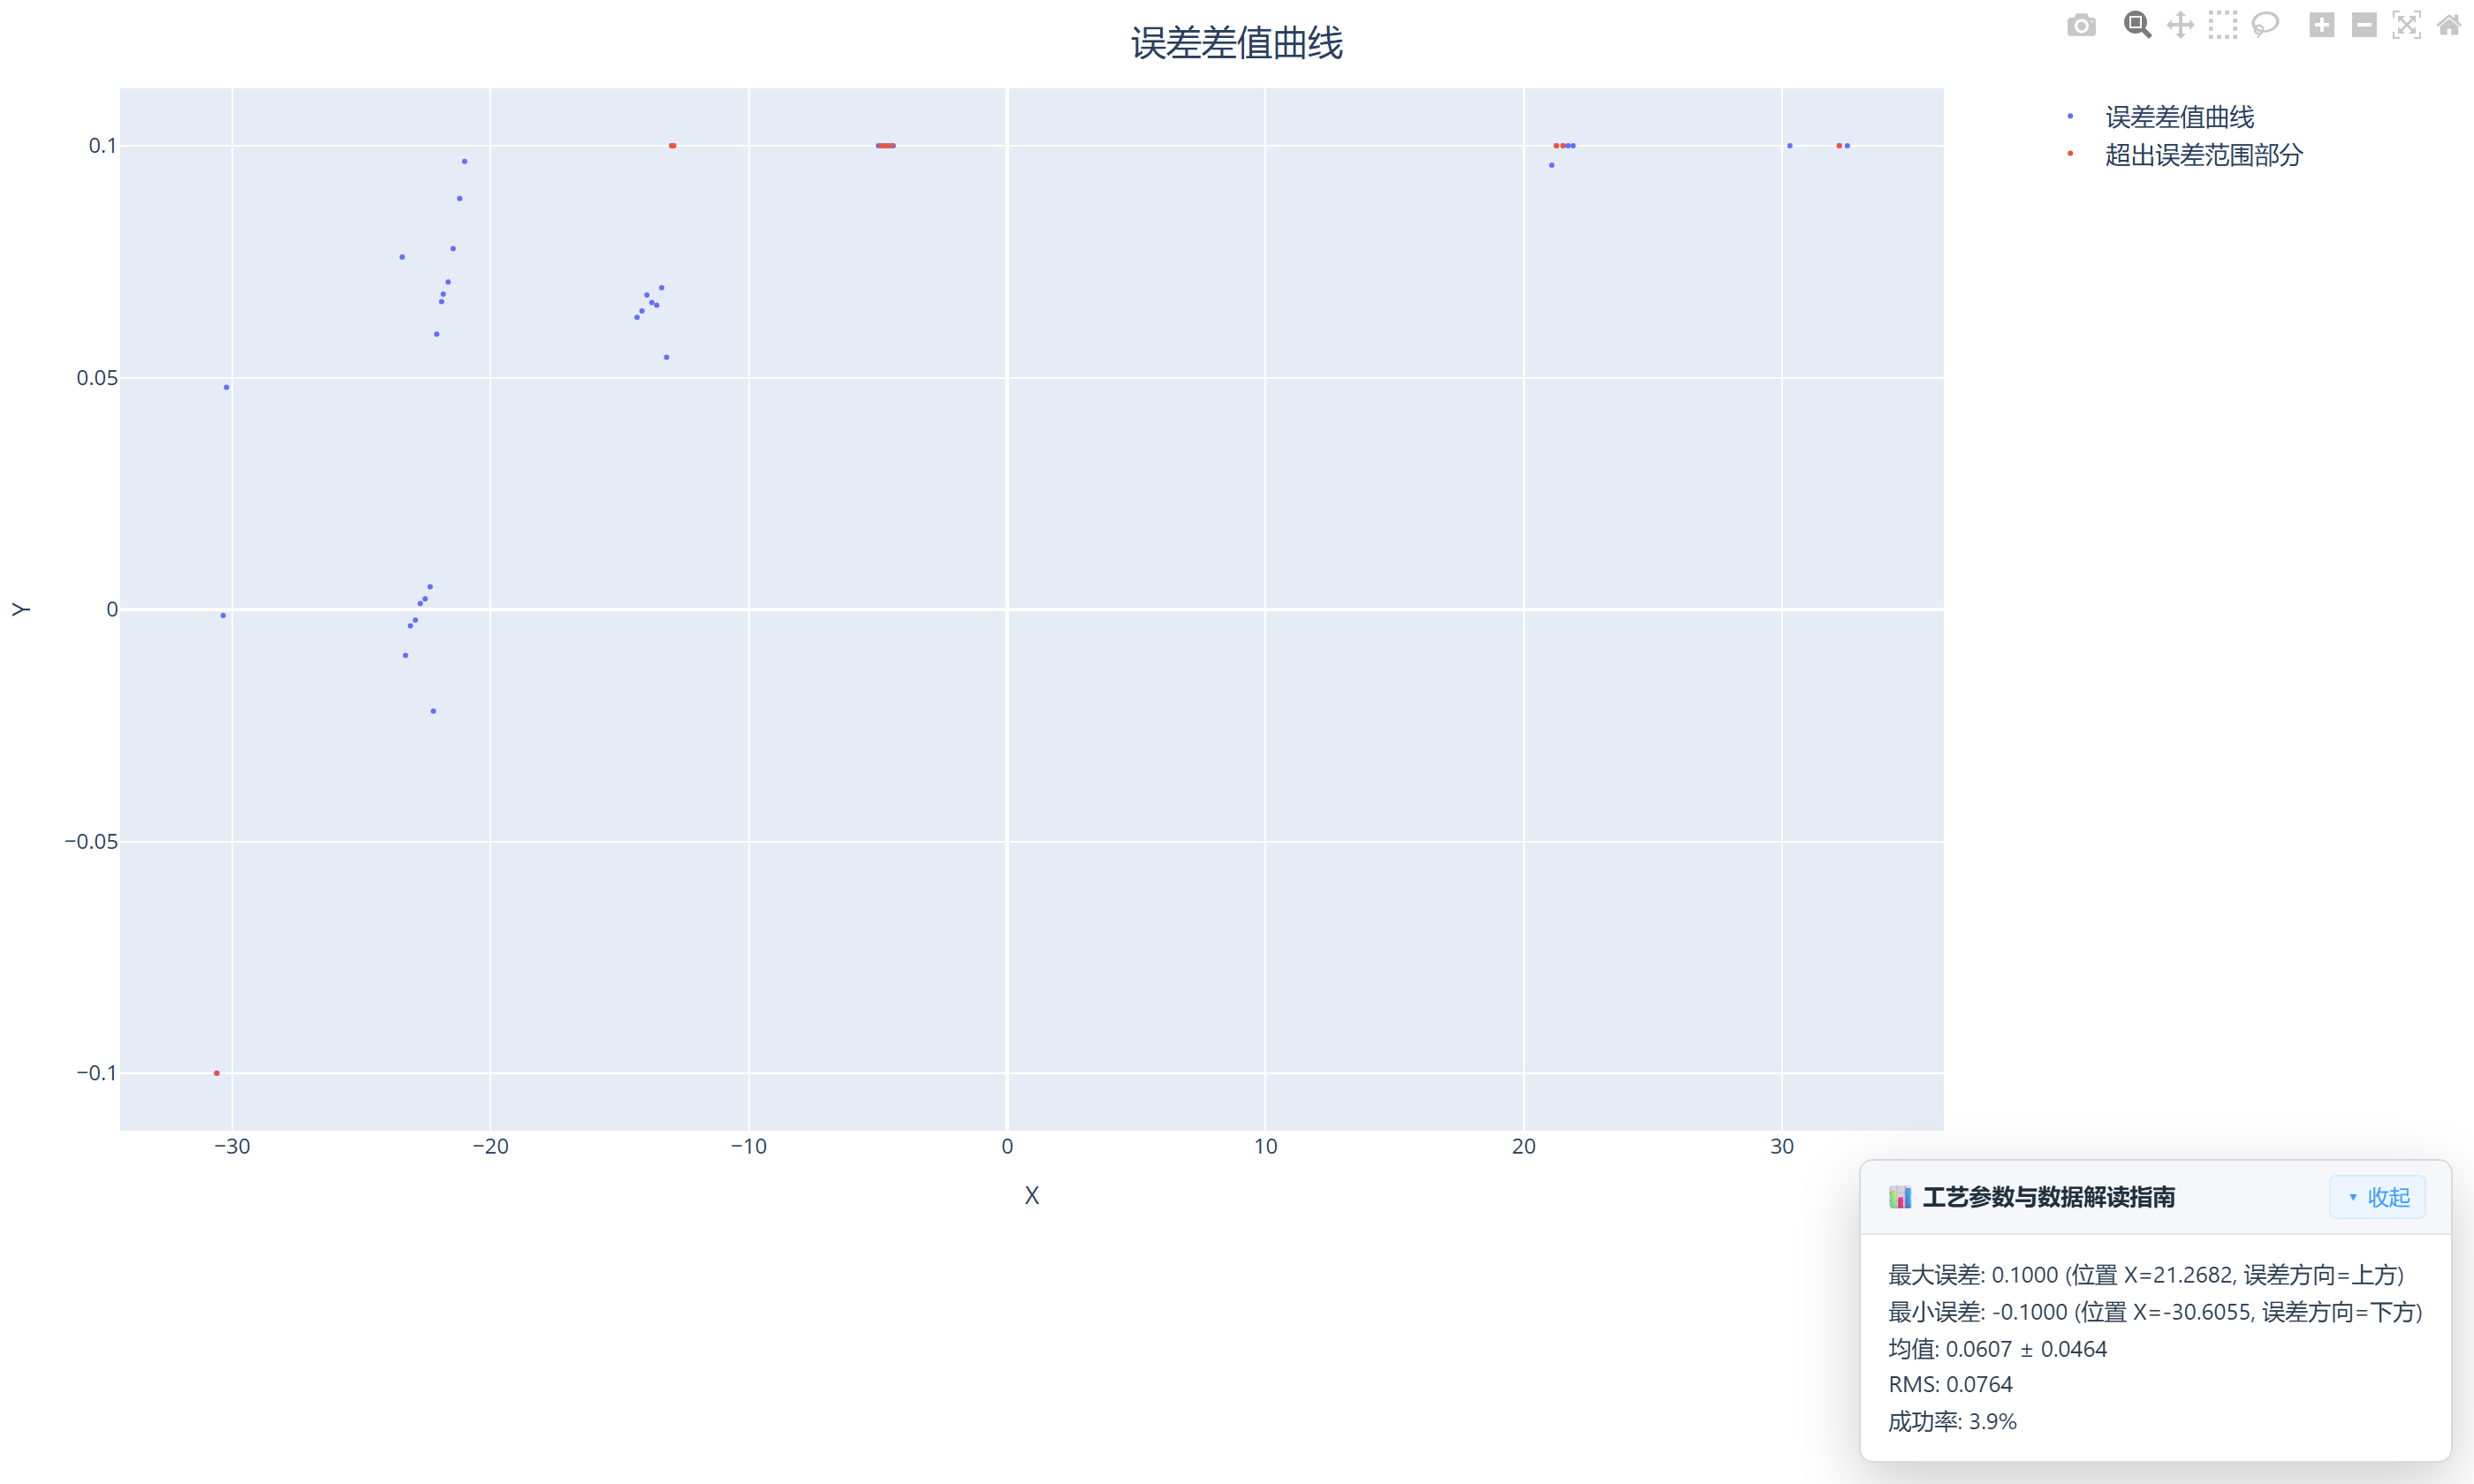 误差差值曲线
误差差值曲线
超出误差范围部分
0.1
0.05
0
−0.05
−0.1
Y
−30
−20
−10
0
10
20
30
X
工艺参数与数据解读指南
▼ 收起
最大误差: 0.1000 (位置 X=21.2682, 误差方向=上方)
最小误差: -0.1000 (位置 X=-30.6055, 误差方向=下方)
均值: 0.0607 ± 0.0464
RMS: 0.0764
成功率: 3.9%